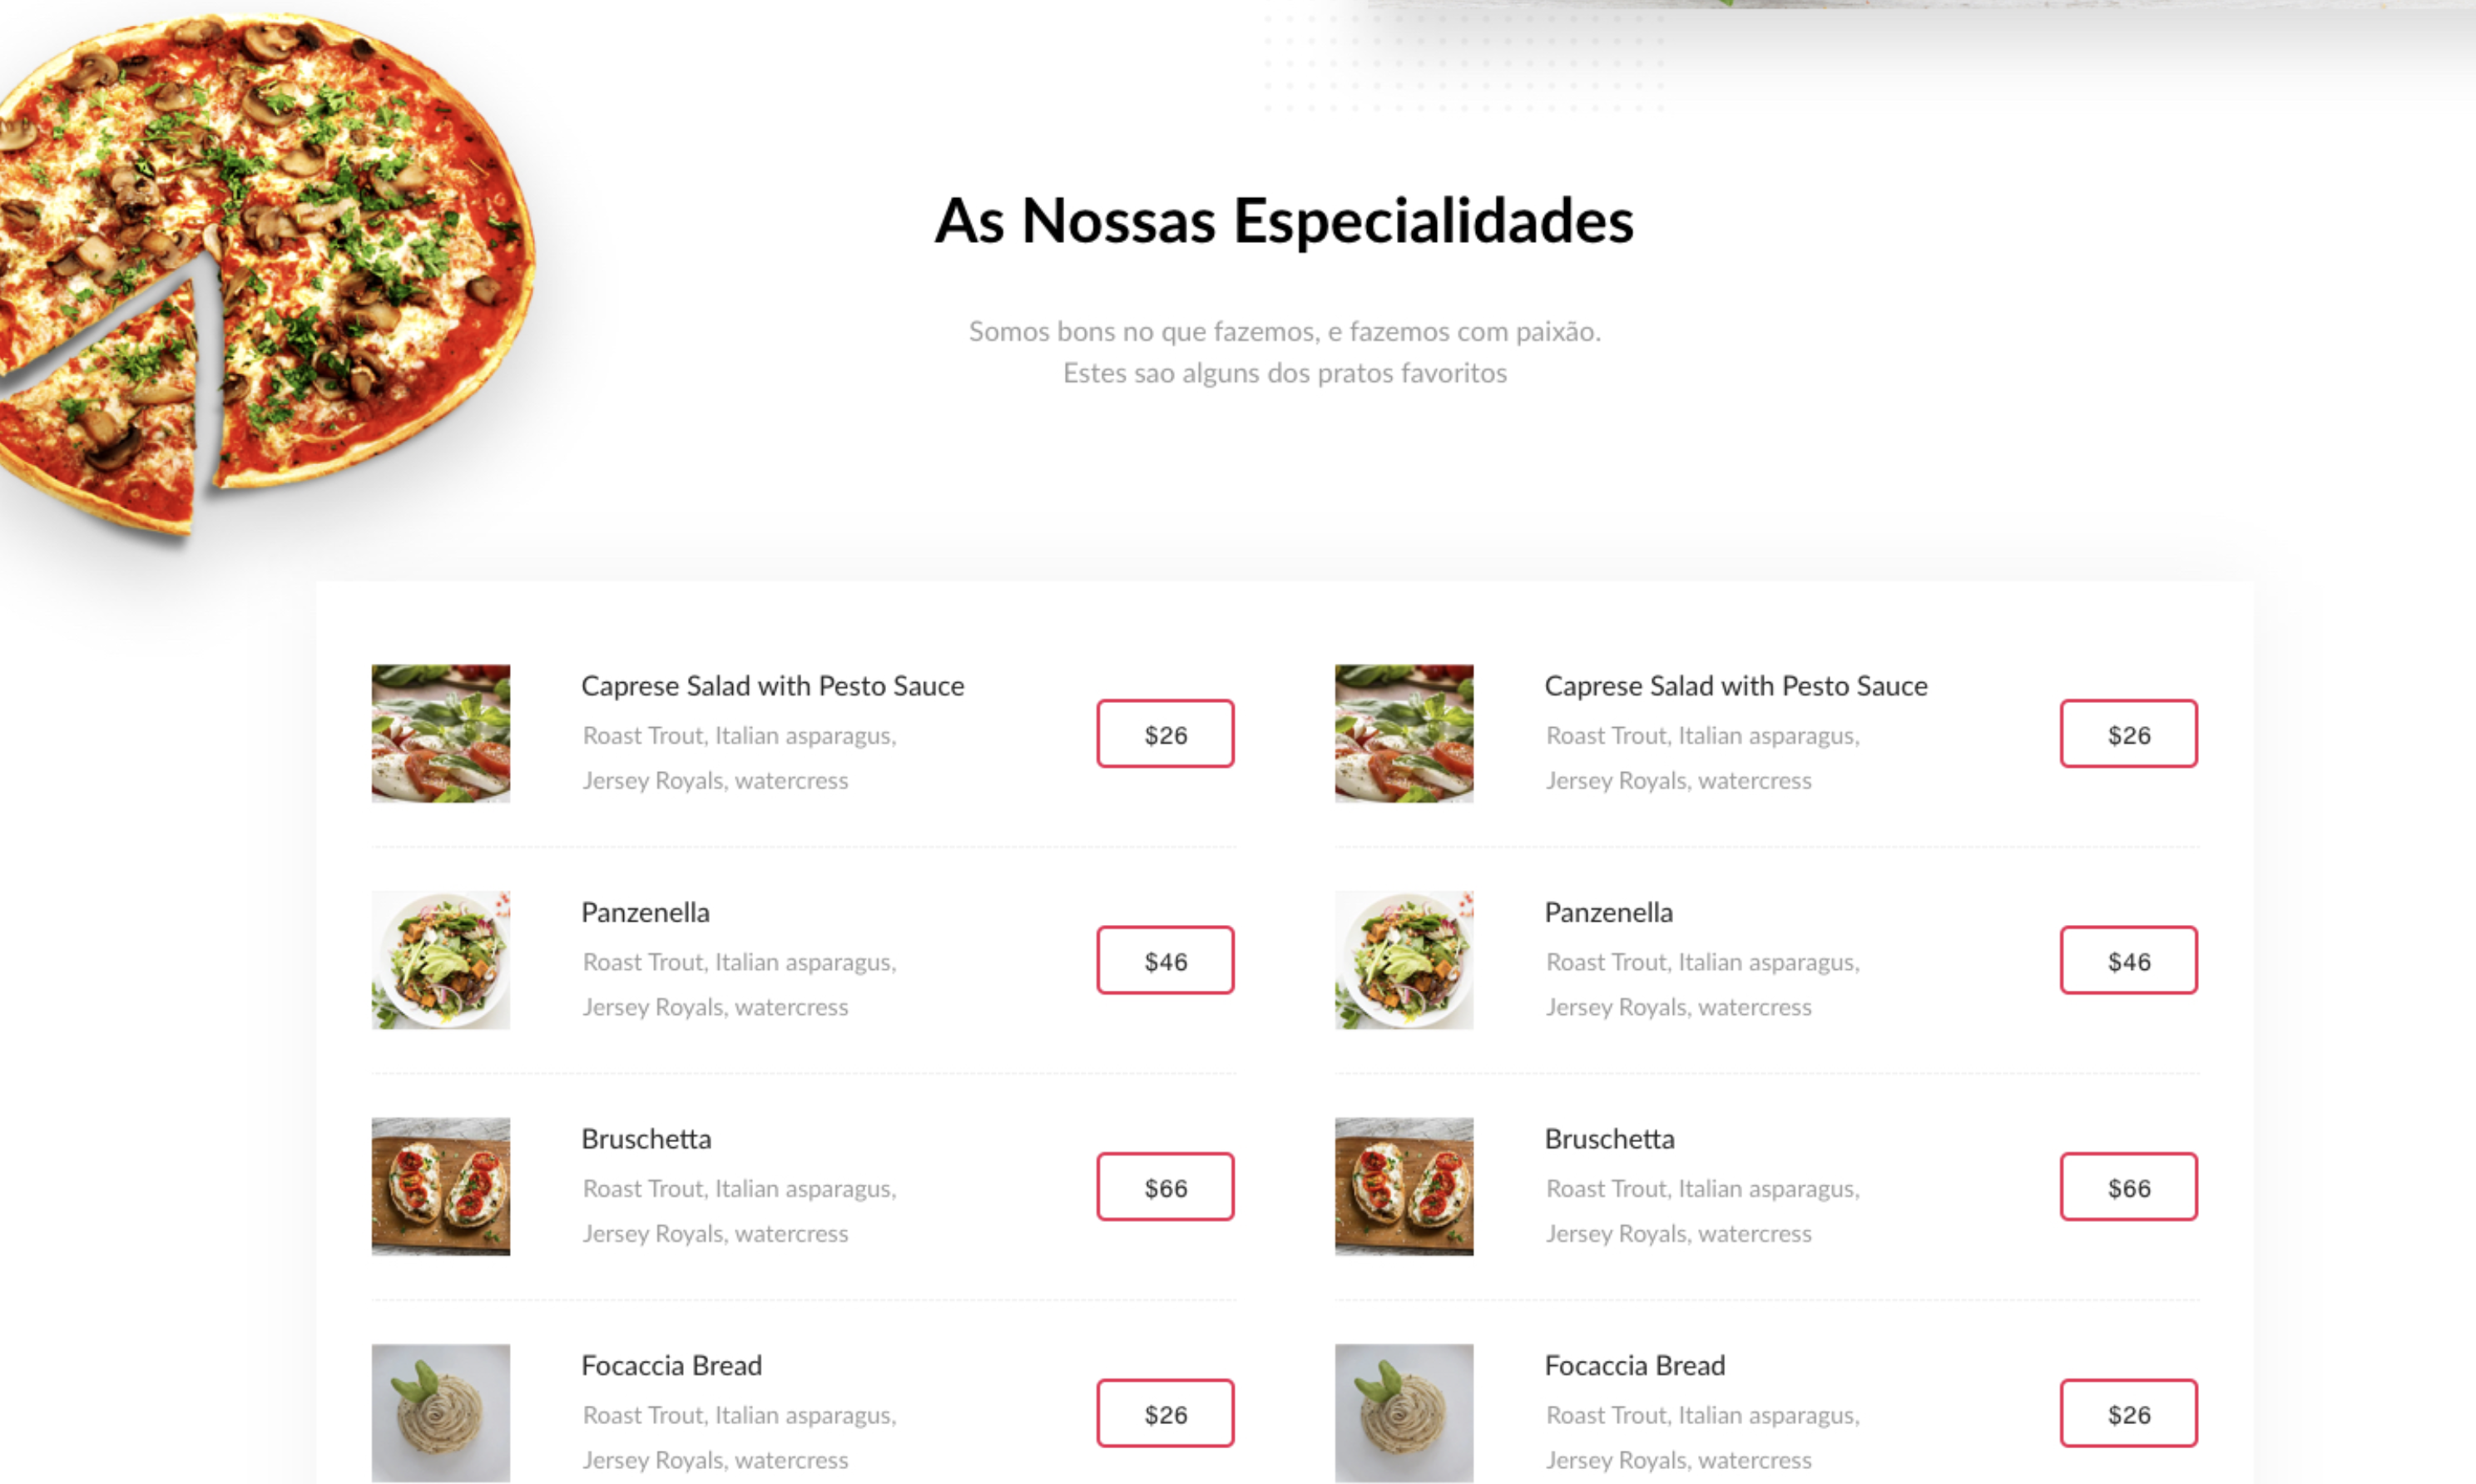 As Nossas Especialidades
Somos bons no que fazemos, e fazemos com paixão.
Estes sao alguns dos pratos favoritos
Caprese Salad with Pesto Sauce
Roast Trout, Italian asparagus,
Jersey Royals, watercress
$26
Panzenella
Roast Trout, Italian asparagus,
Jersey Royals, watercress
$46
Bruschetta
Roast Trout, Italian asparagus,
Jersey Royals, watercress
$66
Focaccia Bread
Roast Trout, Italian asparagus,
Jersey Royals, watercress
$26
Caprese Salad with Pesto Sauce
Roast Trout, Italian asparagus,
Jersey Royals, watercress
$26
Panzenella
Roast Trout, Italian asparagus,
Jersey Royals, watercress
$46
Bruschetta
Roast Trout, Italian asparagus,
Jersey Royals, watercress
$66
Focaccia Bread
Roast Trout, Italian asparagus,
Jersey Royals, watercress
$26